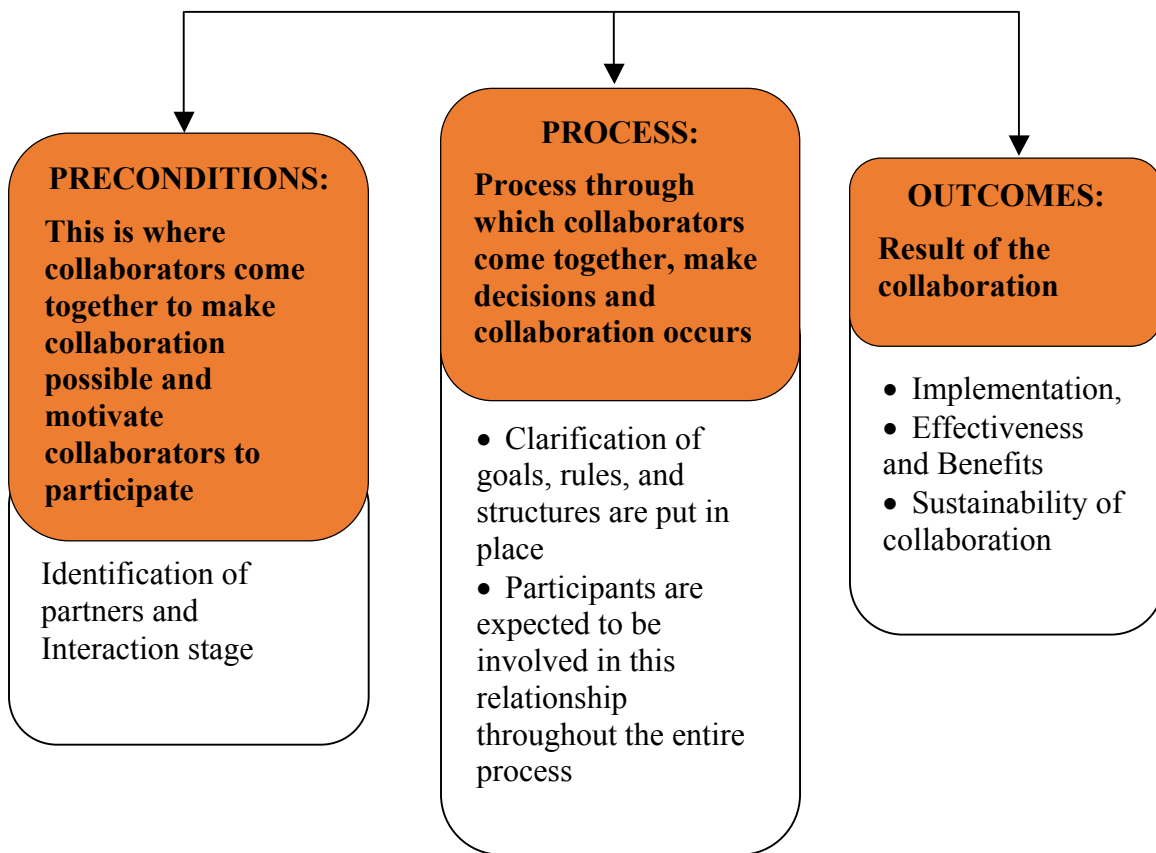 PRECONDITIONS:
This is where
collaborators come
together to make
collaboration
possible and
motivate
collaborators to
participate
Identification of
partners and
Interaction stage
PROCESS:
Process through
which collaborators
come together, make
decisions and
collaboration occurs
• Clarification of
goals, rules, and
structures are put in
place
• Participants are
expected to be
involved in this
relationship
throughout the entire
process
OUTCOMES:
Result of the
collaboration
• Implementation,
• Effectiveness
and Benefits
• Sustainability of
collaboration